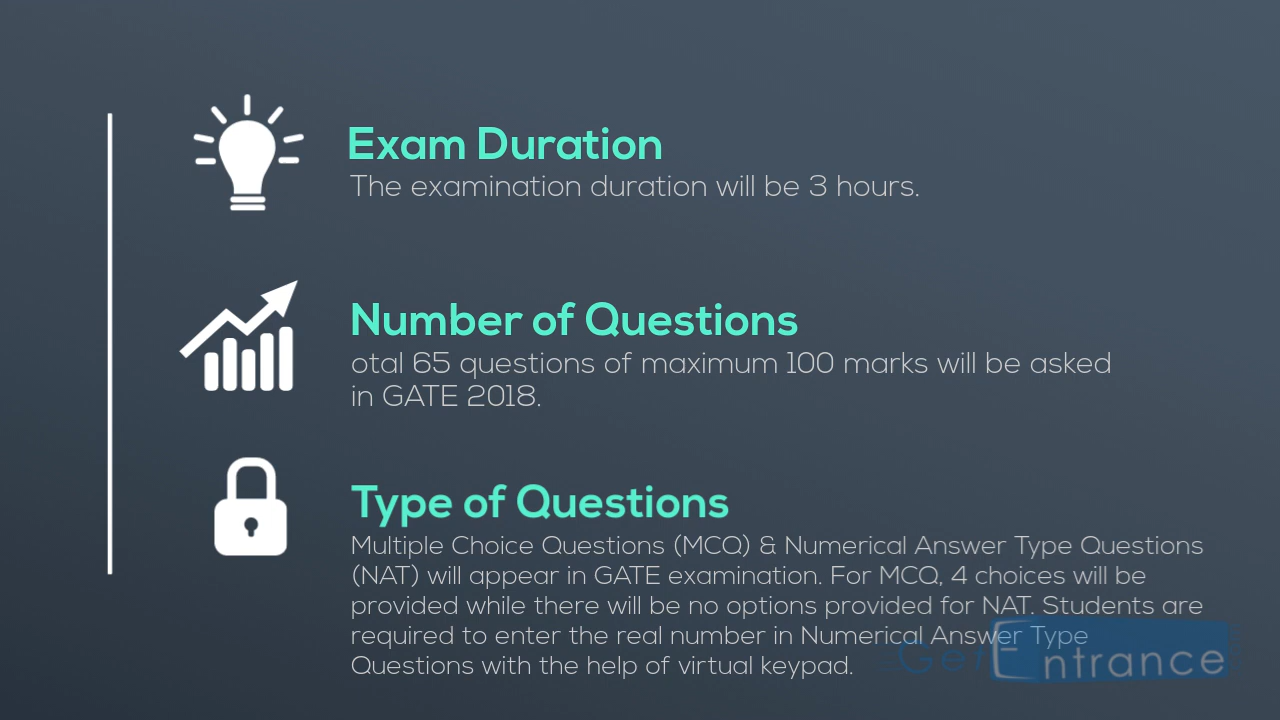 Exam Duration
The examination duration will be 3 hours.
Number of Questions
otal 65 questions of maximum 100 marks will be asked
in GATE 2018.
Type of Questions
Multiple Choice Questions (MCQ) & Numerical Answer Type Questions
(NAT) will appear in GATE examination. For MCQ, 4 choices will be
provided while there will be no options provided for NAT. Students are
required to enter the real number in Numerical Answer Type
Questions with the help of virtual keypad.
GetEntrance